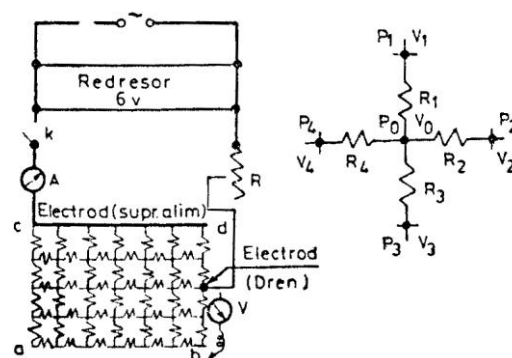 ~
Redresor
6 v
k
A
R
Electrod (supr. alim)
c
d
Electrod
(Dren)
V
a
b
P1 V1
R1
P4
P0 V0
P2
V4
R4
R2
V2
R3
P3 V3